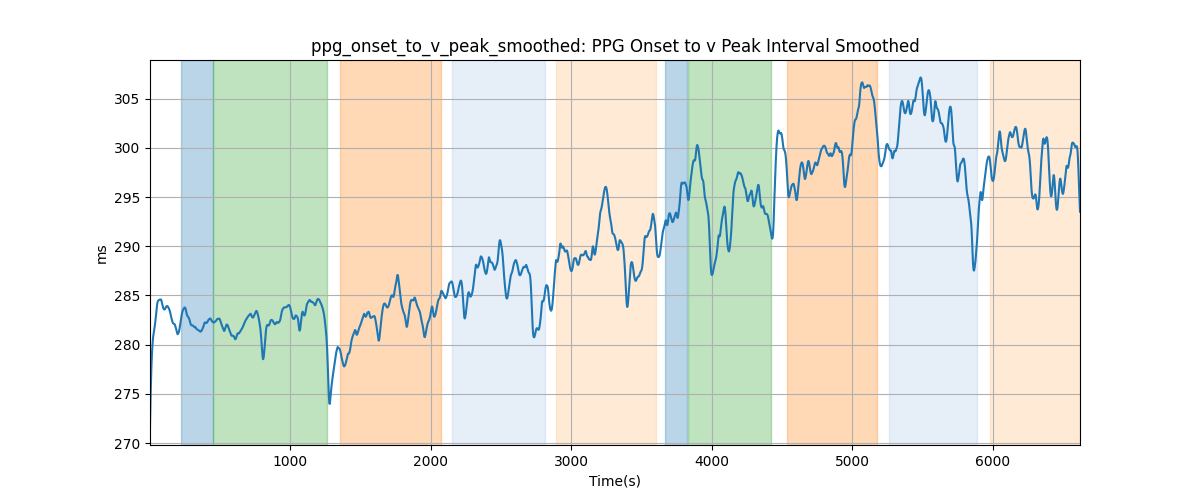 ppg_onset_to_v_peak_smoothed: PPG Onset to v Peak Interval Smoothed
305
300
295
290
285
280
275
270
ms
1000 2000 3000 4000 5000 6000
Time(s)